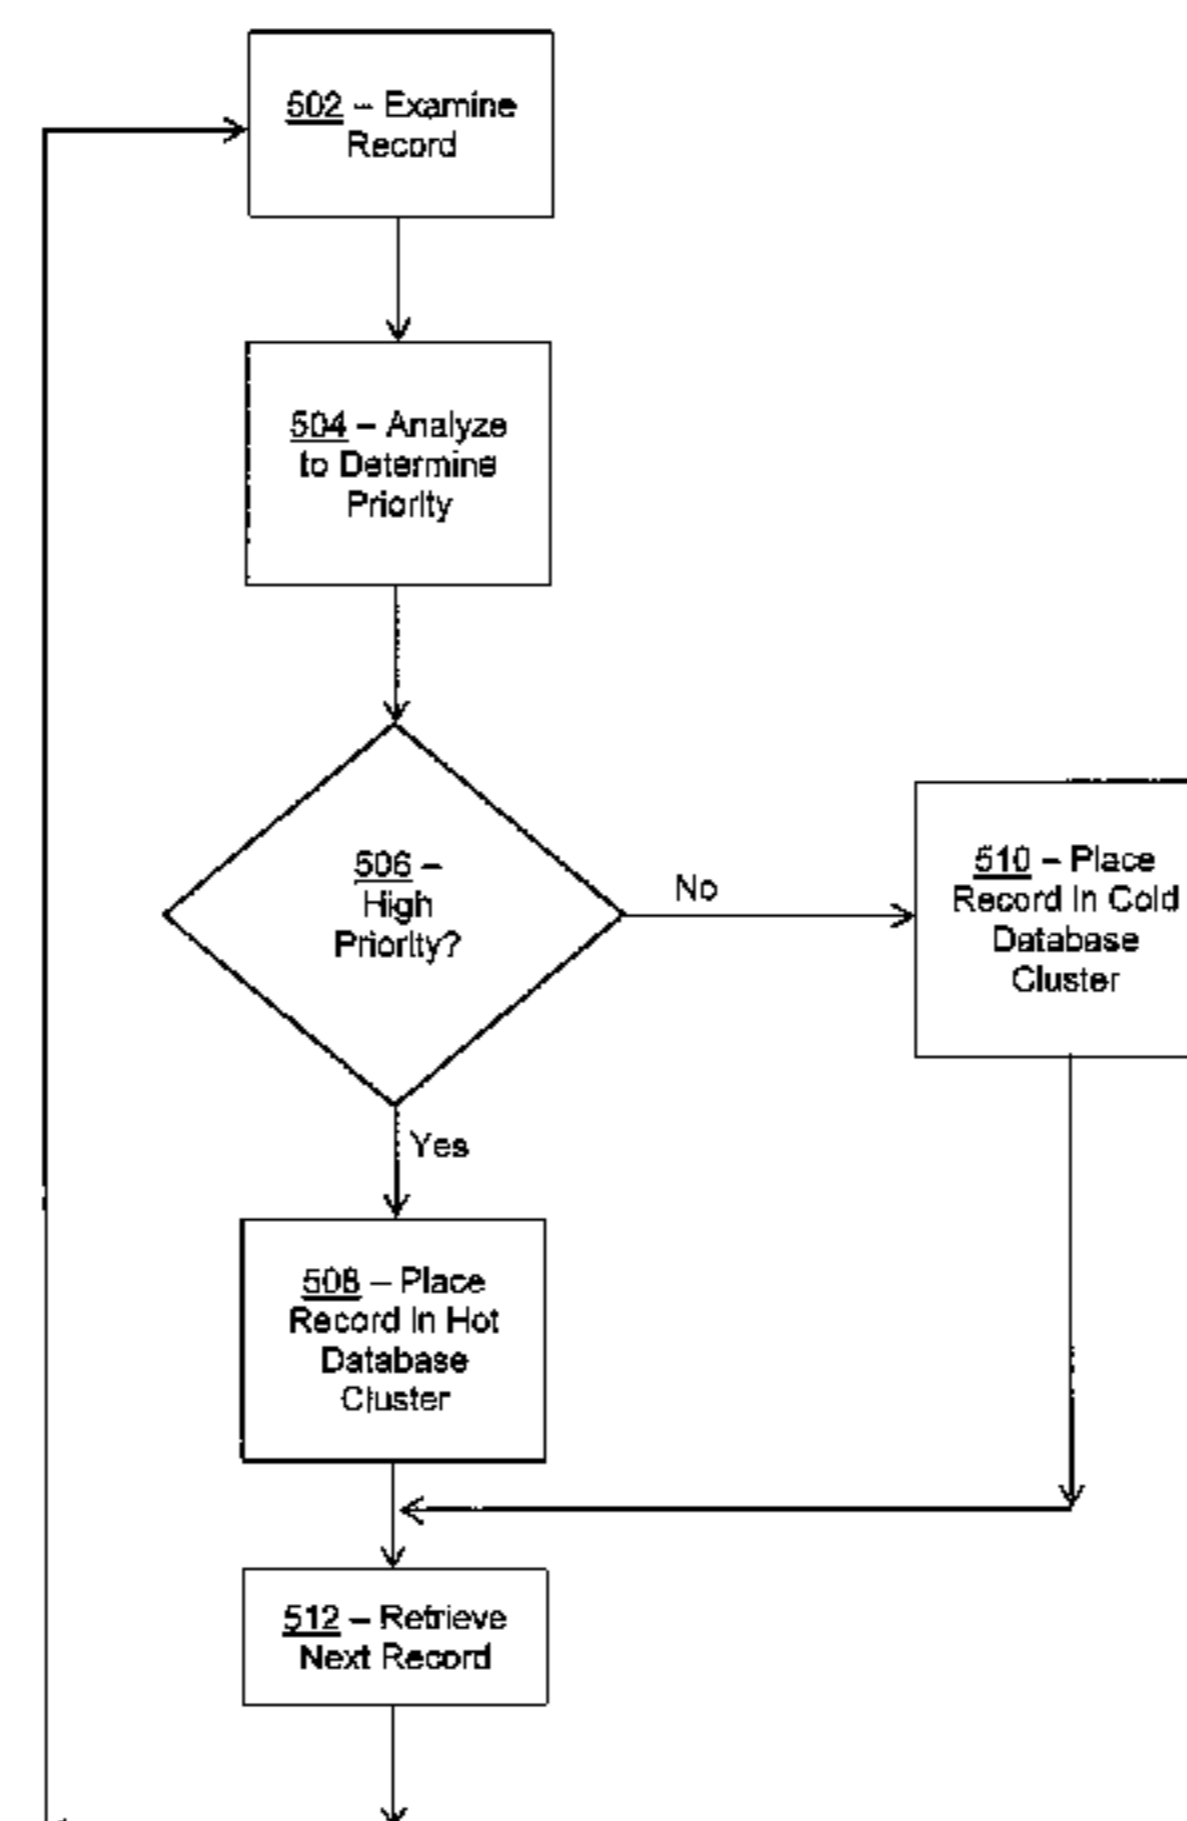 502 – Examine
Record
504 – Analyze
to Determine
Priority
506 –
High
Priority?
No
510 – Place
Record in Cold
Database
Cluster
Yes
508 – Place
Record in Hot
Database
Cluster
512 – Retrieve
Next Record